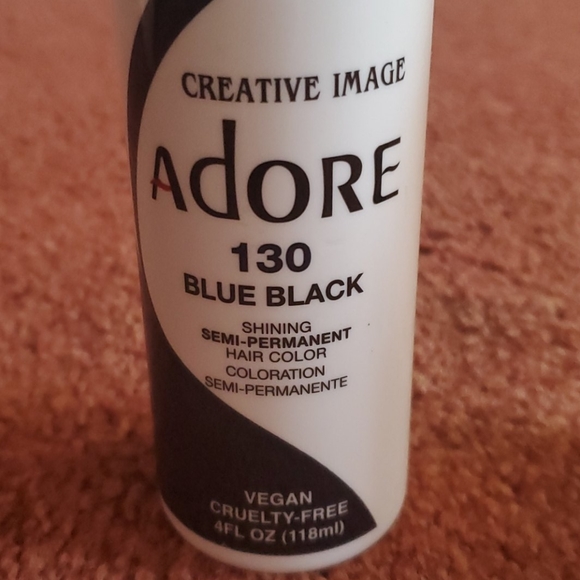 CREATIVE IMAGE
AdORE
130
BLUE BLACK
SHINING
SEMI-PERMANENT
HAIR COLOR
COLORATION
SEMI-PERMANENTE
VEGAN
CRUELTY-FREE
4FL OZ (118ml)